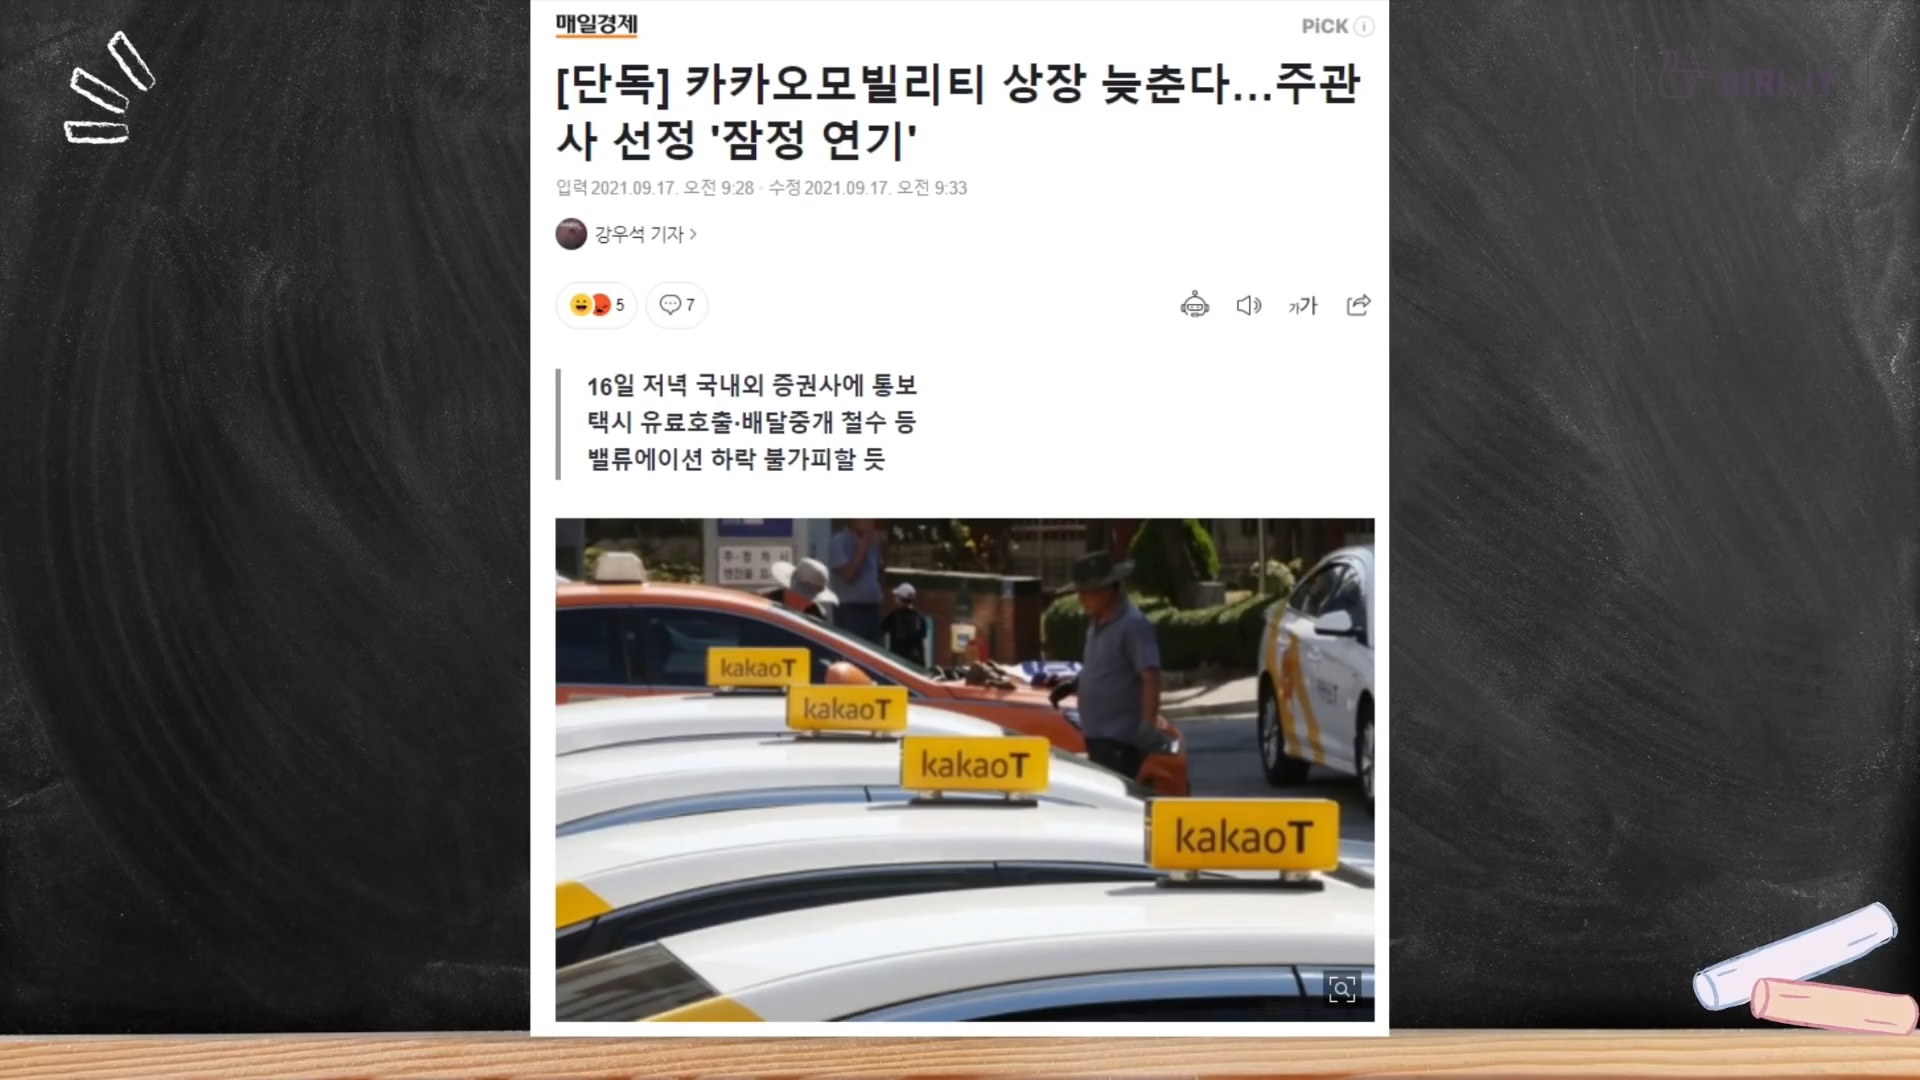 매일경제
PiCK
[단독] 카카오모빌리티 상장 늦춘다...주관
사 선정 '잠정 연기'
입력 2021.09.17. 오전 9:28 · 수정 2021.09.17. 오전 9:33
강우석 기자
5
7
가가
16일 저녁 국내외 증권사에 통보
택시 유료호출·배달중개 철수 등
밸류에이션 하락 불가피할 듯
kakaoT
kakaoT
kakaoT
kakaoT